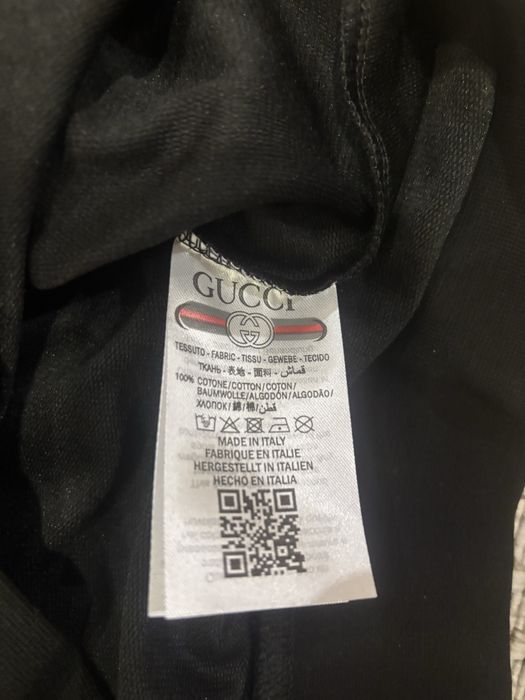 GUCCI
TESSUTO - FABRIC - TISSU - GEWEBE - TECIDO
ТКАНЬ - 表地 - 面料 - قماش
100% COTONE/COTTON/COTON/
BAUMWOLLE/ALGODÓN/ALGODÃO/
ХЛОПОК/綿/棉/قطن
MADE IN ITALY
FABRIQUE EN ITALIE
HERGESTELLT IN ITALIEN
HECHO EN ITALIA